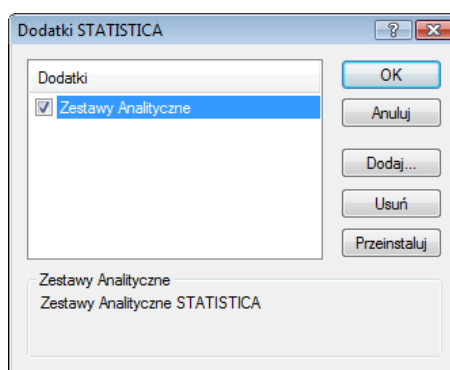 Dodatki STATISTICA
Dodatki
Zestawy Analityczne
OK
Anuluj
Dodaj...
Usuń
Przeinstaluj
Zestawy Analityczne
Zestawy Analityczne STATISTICA